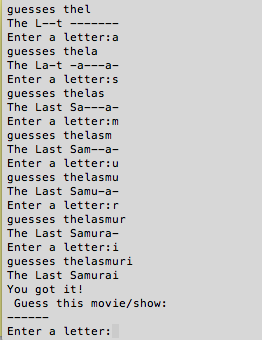 guesses thel
The L--t -------
Enter a letter:a
guesses thela
The La-t -a---a-
Enter a letter:s
guesses thelas
The Last Sa---a-
Enter a letter:m
guesses thelasm
The Last Sam--a-
Enter a letter:u
guesses thelasmu
The Last Samu-a-
Enter a letter:r
guesses thelasmur
The Last Samura-
Enter a letter:i
guesses thelasmuri
The Last Samurai
You got it!
 Guess this movie/show:
------
Enter a letter: